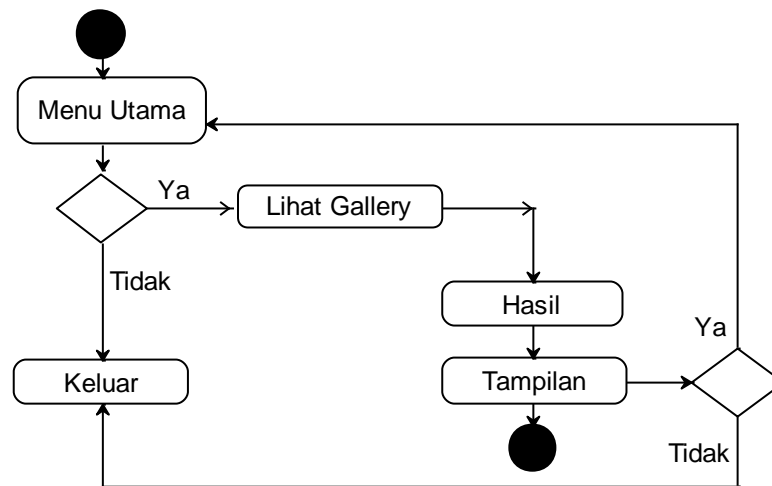 Menu Utama
Ya
Lihat Gallery
Tidak
Hasil
Ya
Keluar
Tampilan
Tidak